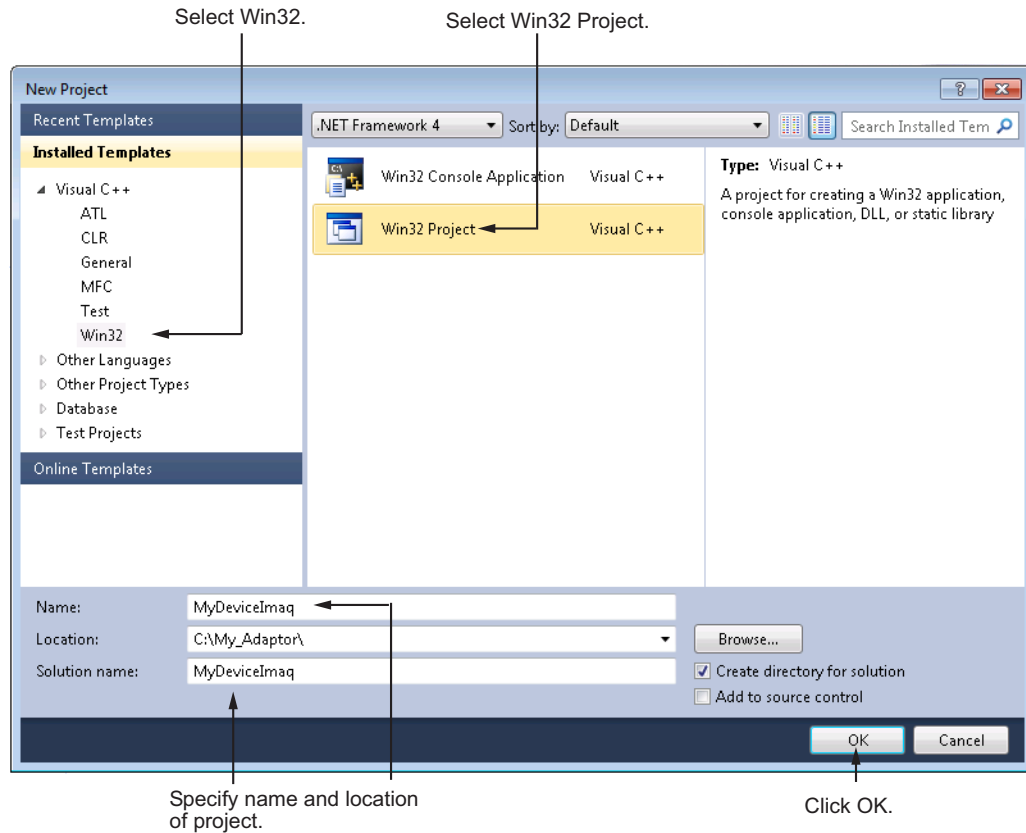 Select Win32.
Select Win32 Project.
New Project
Recent Templates
.NET Framework 4
Sort by:
Default
Search Installed Tem
Installed Templates
Visual C++
ATL
CLR
General
MFC
Test
Win32
Other Languages
Other Project Types
Database
Test Projects
Online Templates
Win32 Console Application Visual C++
Win32 Project Visual C++
Type: Visual C++
A project for creating a Win32 application,
console application, DLL, or static library
Name: MyDeviceImaq
Location: C:\My_Adaptor\
Browse...
Solution name: MyDeviceImaq
Create directory for solution
Add to source control
OK
Cancel
Specify name and location
of project.
Click OK.